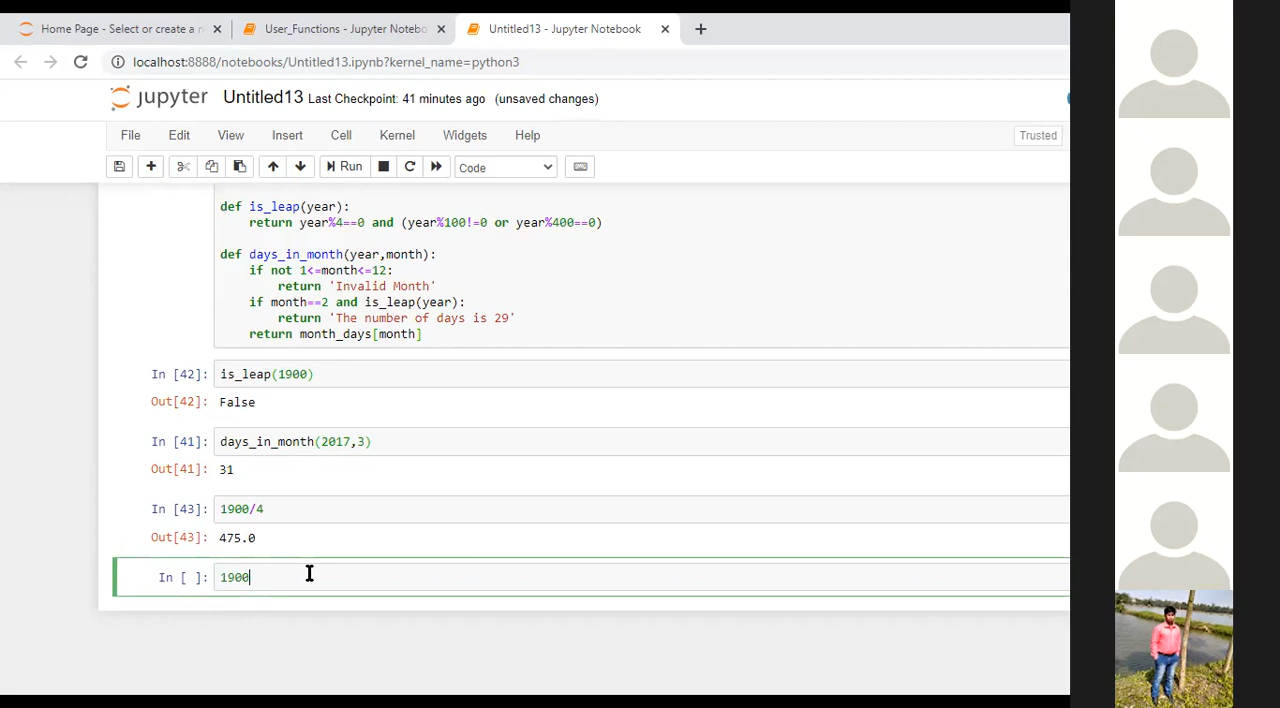 Home Page - Select or create a n
User_Functions - Jupyter Notebo
Untitled13 - Jupyter Notebook
localhost:8888/notebooks/Untitled13.ipynb?kernel_name=python3
jupyter Untitled13 Last Checkpoint: 41 minutes ago (unsaved changes)
File Edit View Insert Cell Kernel Widgets Help Trusted
Run Code
def is_leap(year):
    return year%4==0 and (year%100!=0 or year%400==0)
def days_in_month(year,month):
    if not 1<=month<=12:
        return 'Invalid Month'
    if month==2 and is_leap(year):
        return 'The number of days is 29'
    return month_days[month]
In [42]: is_leap(1900)
Out[42]: False
In [41]: days_in_month(2017,3)
Out[41]: 31
In [43]: 1900/4
Out[43]: 475.0
In [ ]: 1900